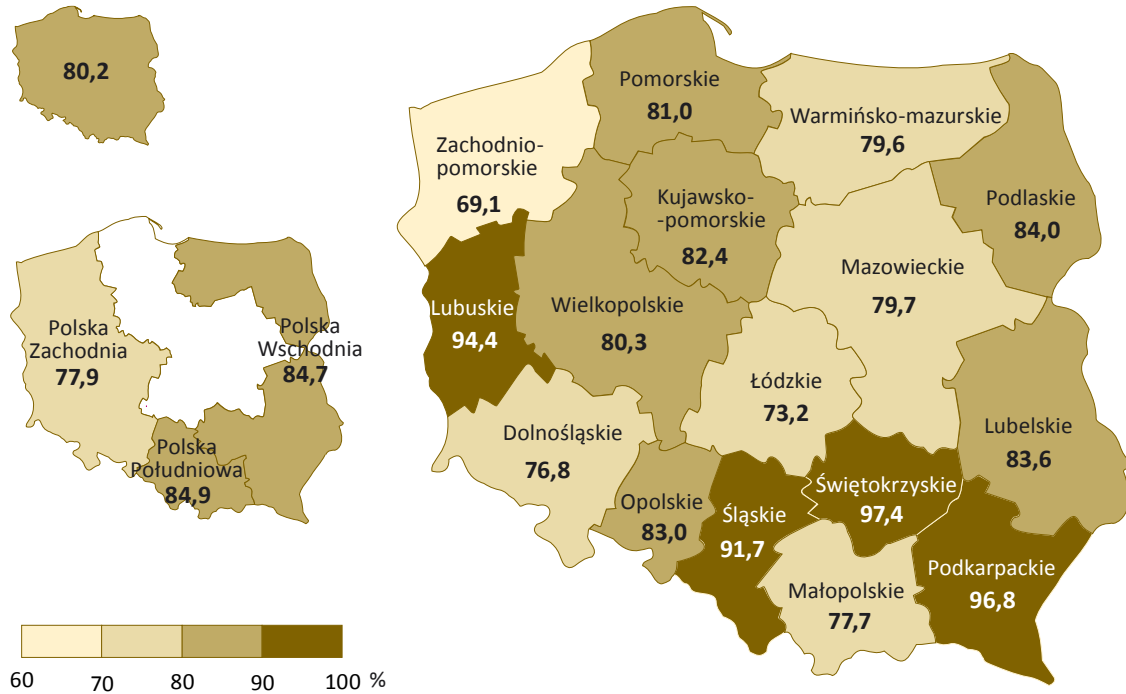 80,2
Polska
Zachodnia
77,9
Polska
Wschodnia
84,7
Polska
Południowa
84,9
60 70 80 90 100 %
Pomorskie
81,0
Warmińsko-mazurskie
79,6
Zachodnio-
pomorskie
69,1
Kujawsko-
-pomorskie
82,4
Podlaskie
84,0
Mazowieckie
79,7
Lubuskie
94,4
Wielkopolskie
80,3
Łódzkie
73,2
Lubelskie
83,6
Dolnośląskie
76,8
Opolskie
83,0
Śląskie
91,7
Świętokrzyskie
97,4
Podkarpackie
96,8
Małopolskie
77,7